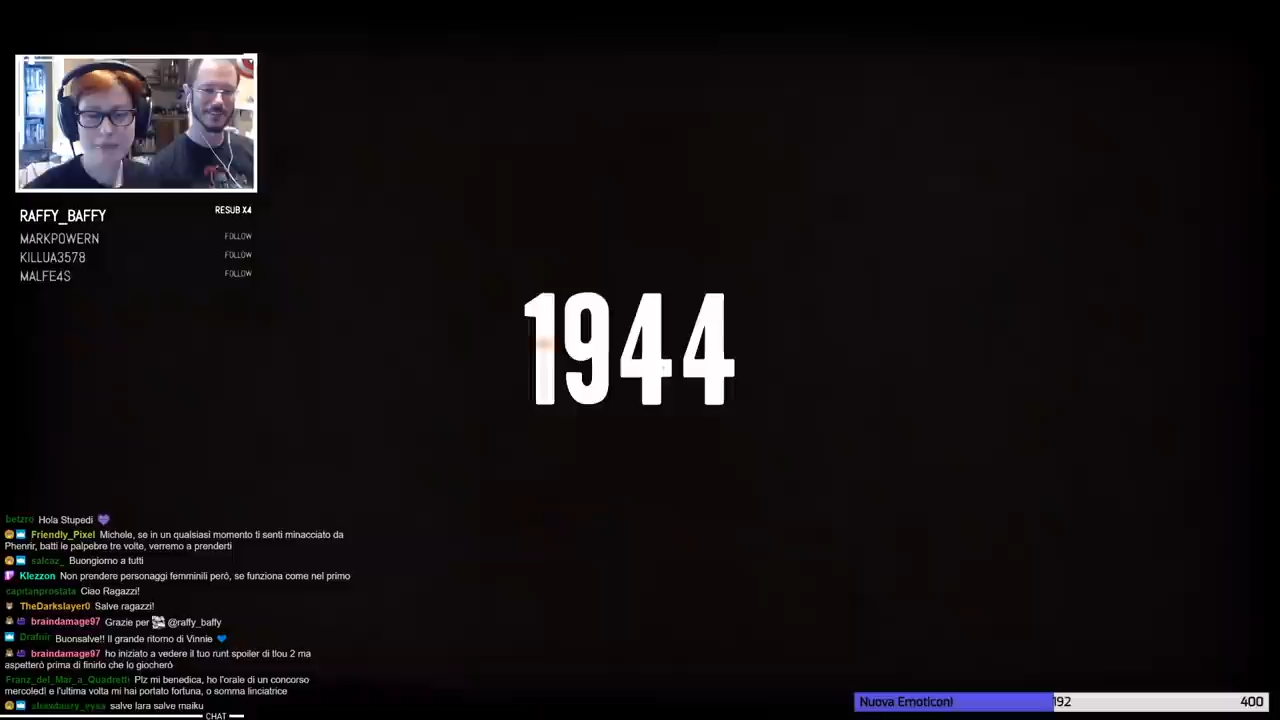 RAFFY_BAFFY RESUB X4
MARKPOWERN FOLLOW
KILLUA3578 FOLLOW
MALFE4S FOLLOW
1944
betzro Hola Stupedi
Friendly_Pixel Michele, se in un qualsiasi momento ti senti minacciato da
Phenrir, batti le palpebre tre volte, verremo a prenderti
salcaz_ Buongiorno a tutti
Klezzon Non prendere personaggi femminili però, se funziona come nel primo
capitanprostata Ciao Ragazzi!
TheDarkslayer0 Salve ragazzi!
braindamage97 Grazie per @raffy_baffy
Drafnir Buonsalve!! Il grande ritorno di Vinnie
braindamage97 ho iniziato a vedere il tuo runt spoiler di tlou 2 ma
aspetterò prima di finirlo che lo giocherò
Franz_del_Mar_a_Quadretti Plz mi benedica, ho l'orale di un concorso
mercoledì e l'ultima volta mi hai portato fortuna, o somma linciatrice
salve lara salve maiku
CHAT
Nuova Emoticon! 192 400